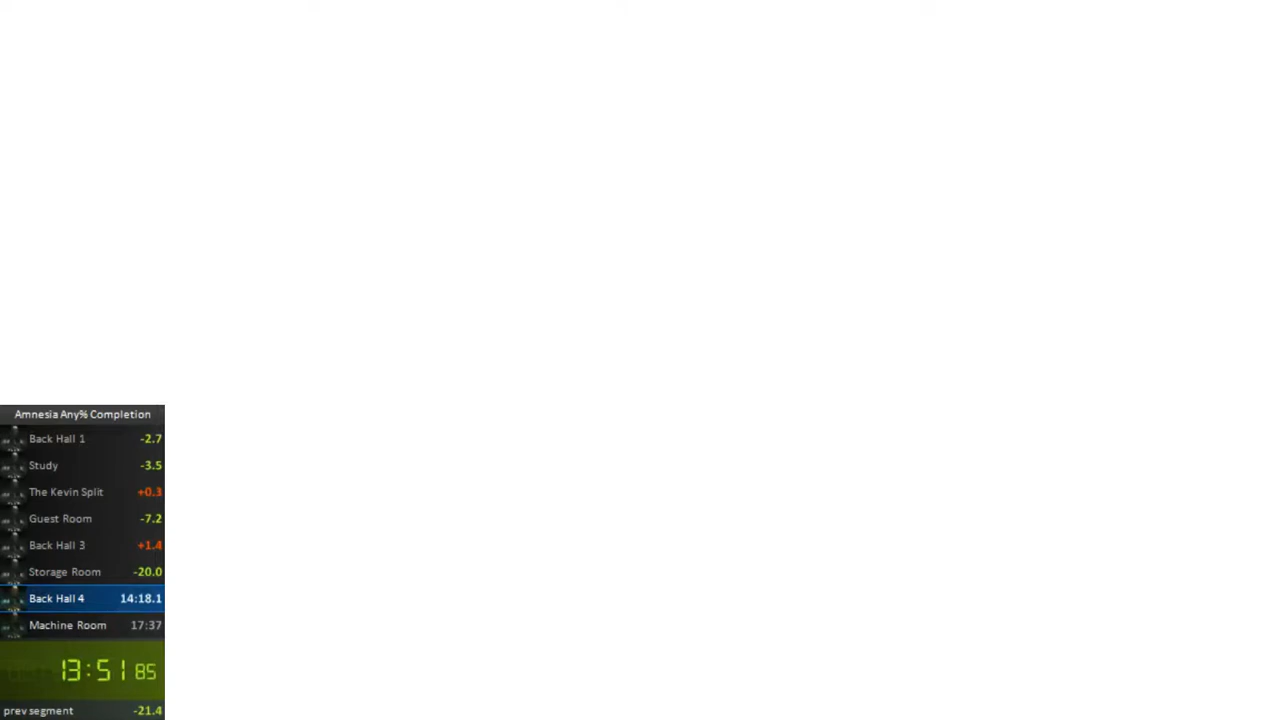 Amnesia Any% Completion
Back Hall 1 -2.7
Study -3.5
The Kevin Split +0.3
Guest Room -7.2
Back Hall 3 +1.4
Storage Room -20.0
Back Hall 4 14:18.1
Machine Room 17:37
13:51 85
prev segment -21.4